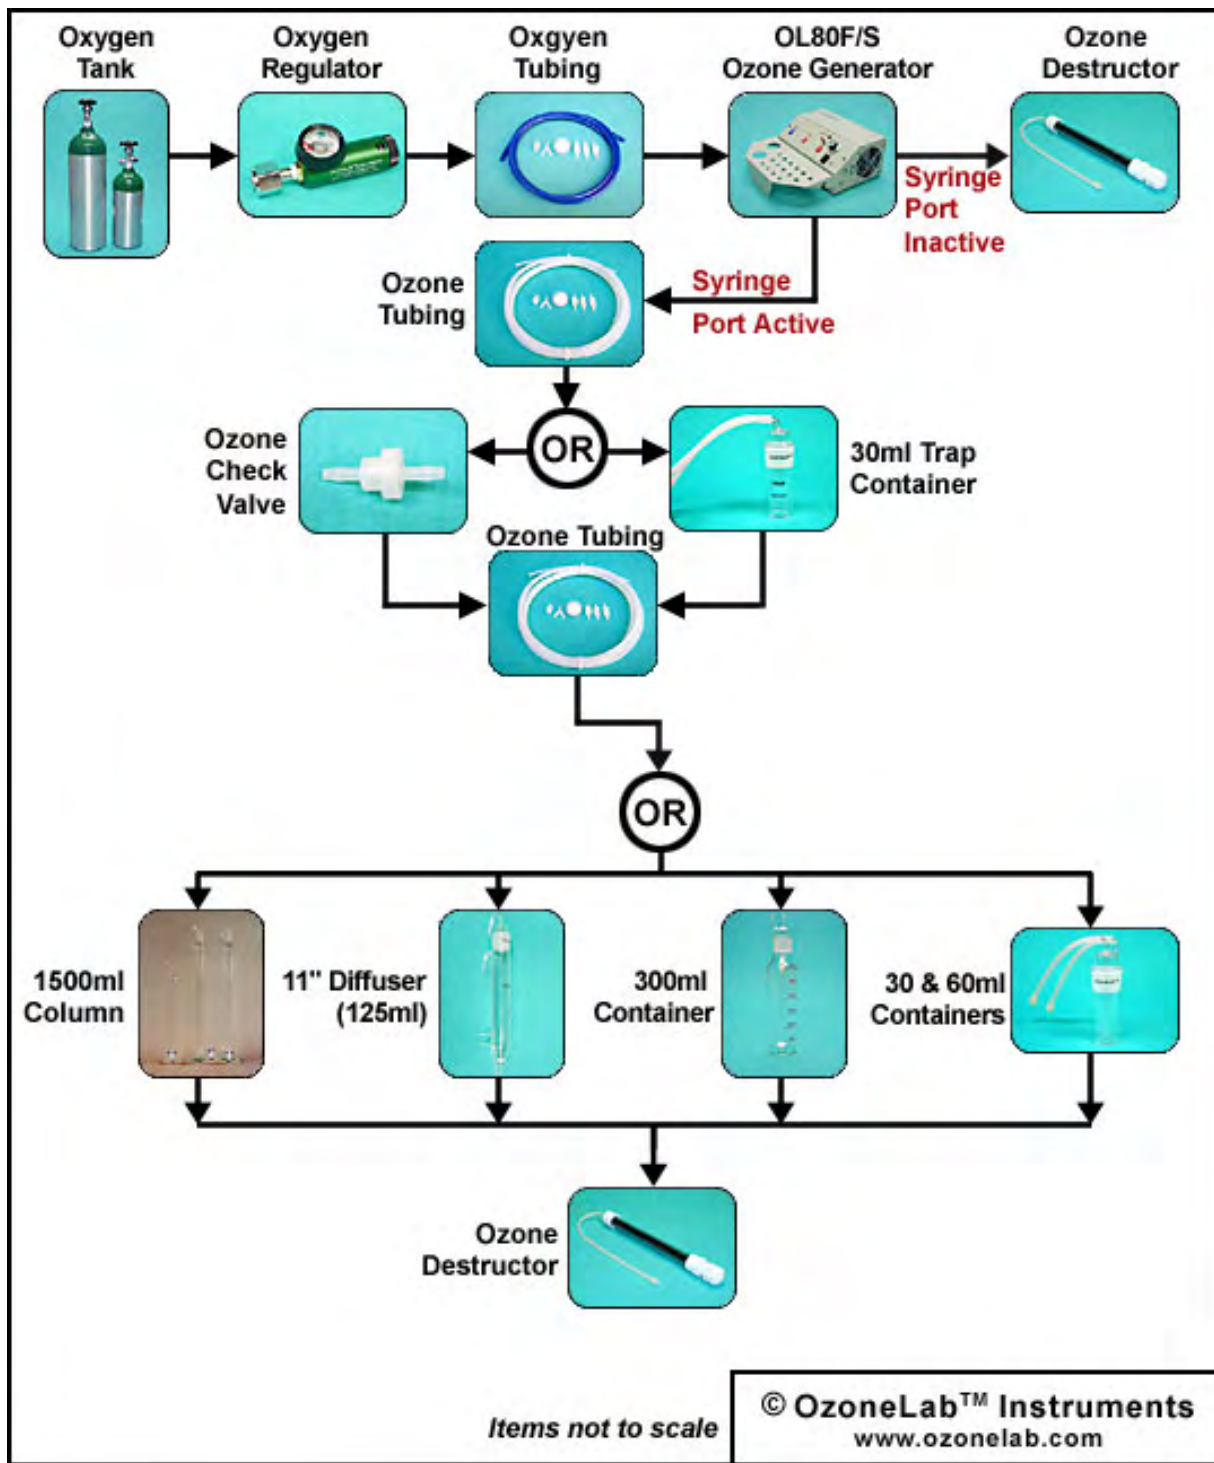 Oxygen
Tank
Oxygen
Regulator
Oxgyen
Tubing
OL80F/S
Ozone Generator
Ozone
Destructor
Syringe
Port
Inactive
Ozone
Tubing
Syringe
Port Active
Ozone
Check
Valve
OR
30ml Trap
Container
Ozone Tubing
OR
1500ml
Column
11" Diffuser
(125ml)
300ml
Container
30 & 60ml
Containers
Ozone
Destructor
Items not to scale
© OzoneLab™ Instruments
www.ozonelab.com